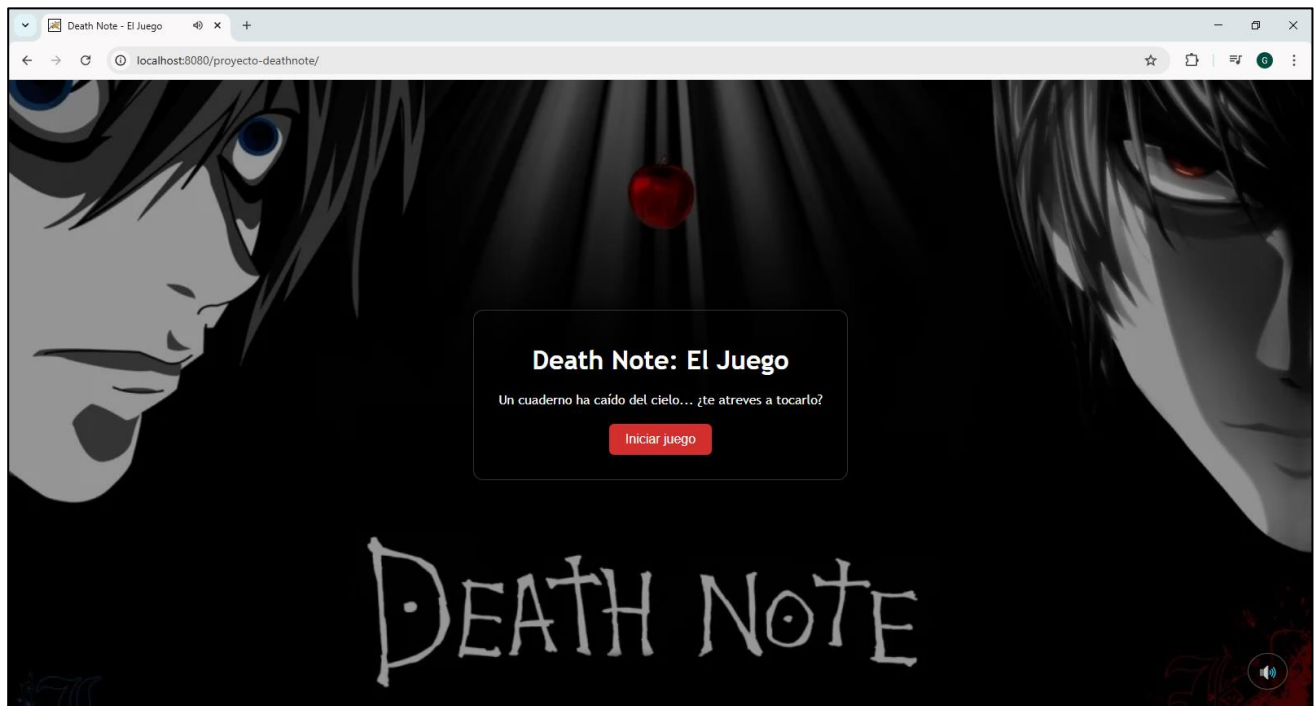 Death Note - El Juego
localhost:8080/proyecto-deathnote/
G
Death Note: El Juego
Un cuaderno ha caído del cielo... ¿te atreves a tocarlo?
Iniciar juego
DEATH NOTE